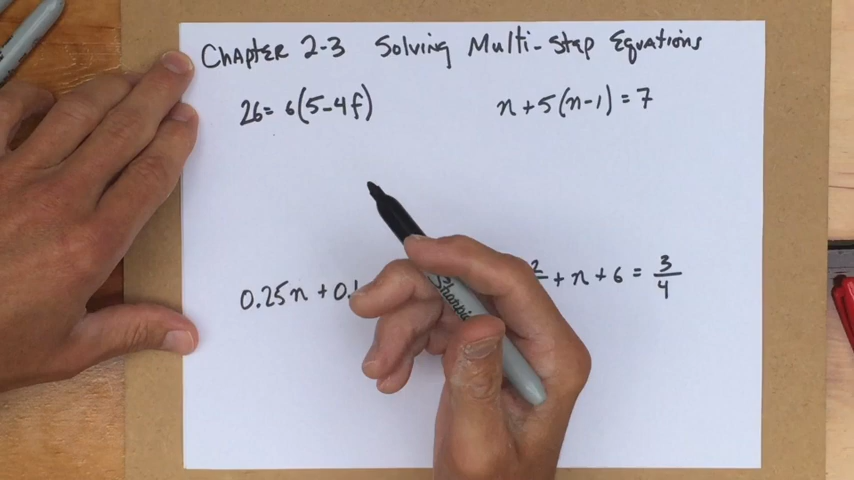 Chapter 2-3 Solving Multi-Step Equations
26 = 6(5-4f)
n+5(n-1) = 7
0.25n + 0.
2 + n + 6 = 3/4
Sharpie